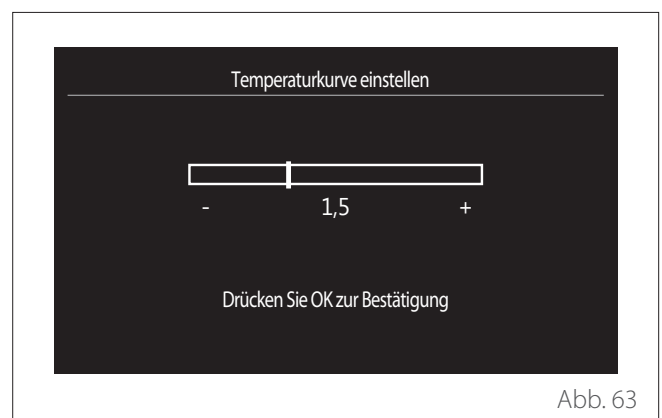 Temperaturkurve einstellen
- 1,5 +
Drücken Sie OK zur Bestätigung
Abb. 63